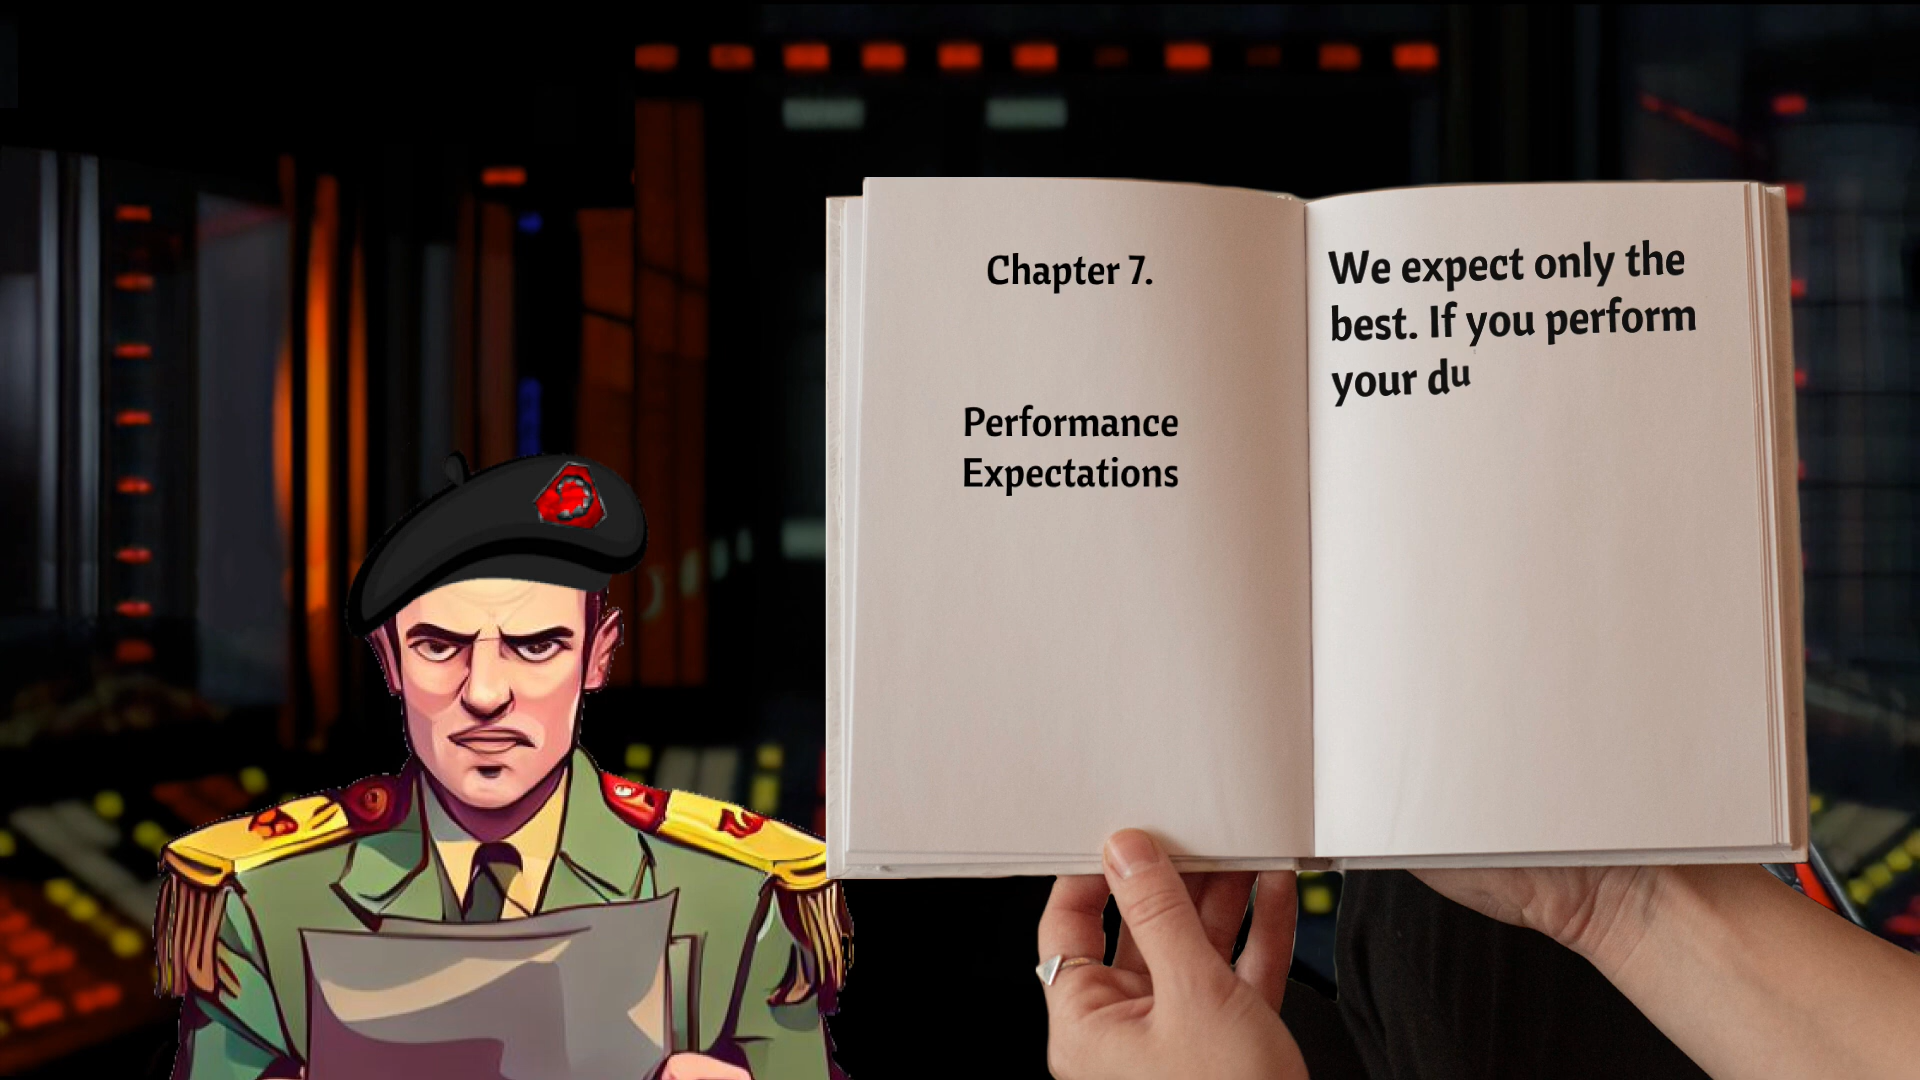 Chapter 7.
Performance
Expectations
We expect only the
best. If you perform
your du